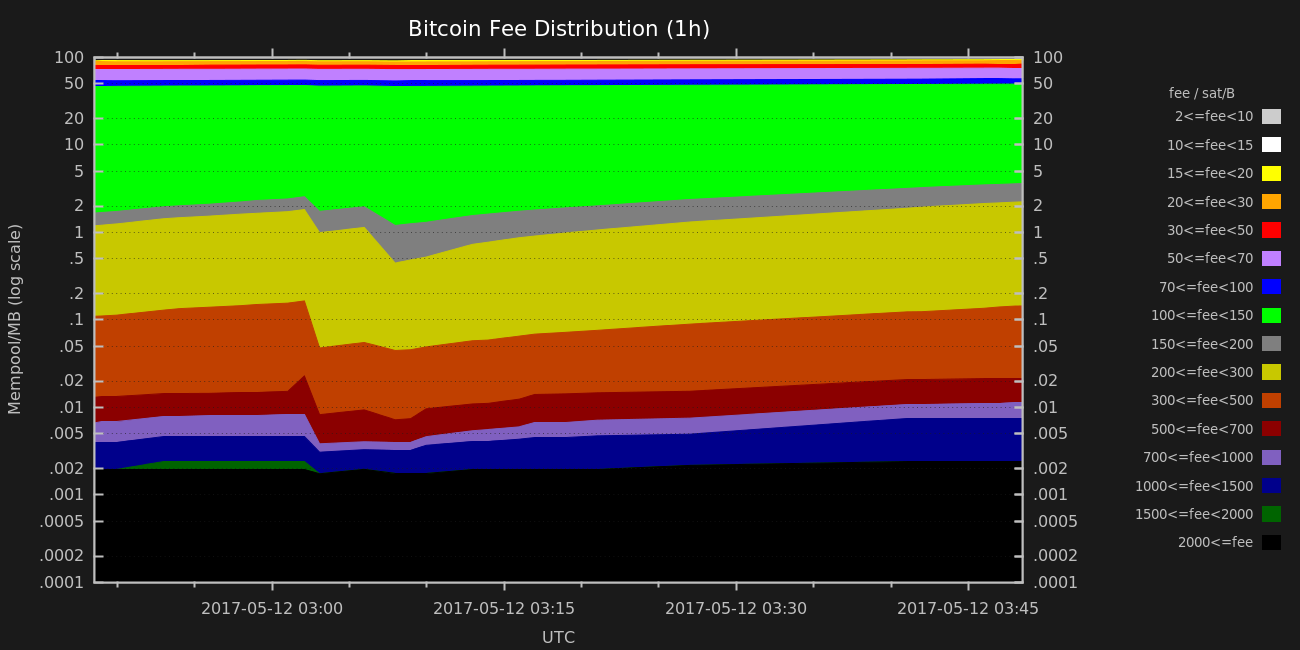 Bitcoin Fee Distribution (1h)
100
50
20
10
5
2
1
.5
.2
.1
.05
.02
.01
.005
.002
.001
.0005
.0002
.0001
Mempool/MB (log scale)
100
50
20
10
5
2
1
.5
.2
.1
.05
.02
.01
.005
.002
.001
.0005
.0002
.0001
2017-05-12 03:00
2017-05-12 03:15
2017-05-12 03:30
2017-05-12 03:45
UTC
fee / sat/B
2<=fee<10
10<=fee<15
15<=fee<20
20<=fee<30
30<=fee<50
50<=fee<70
70<=fee<100
100<=fee<150
150<=fee<200
200<=fee<300
300<=fee<500
500<=fee<700
700<=fee<1000
1000<=fee<1500
1500<=fee<2000
2000<=fee